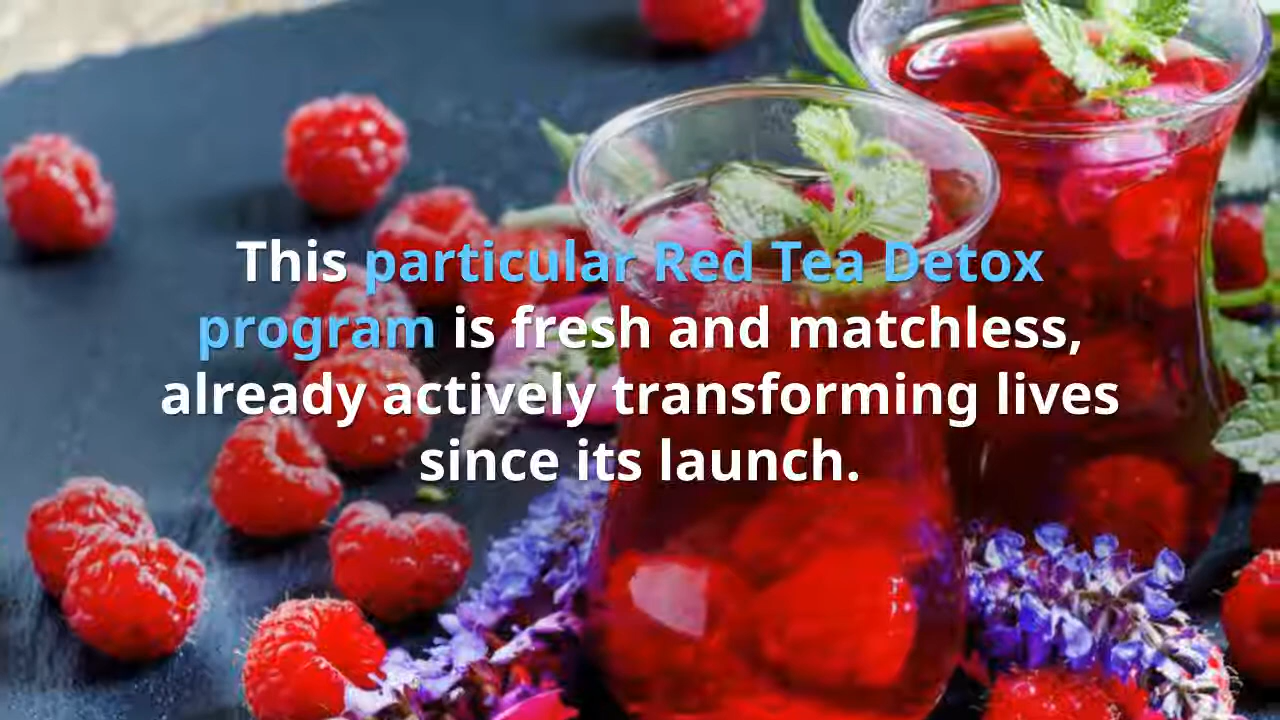 This particular Red Tea Detox
program is fresh and matchless,
already actively transforming lives
since its launch.